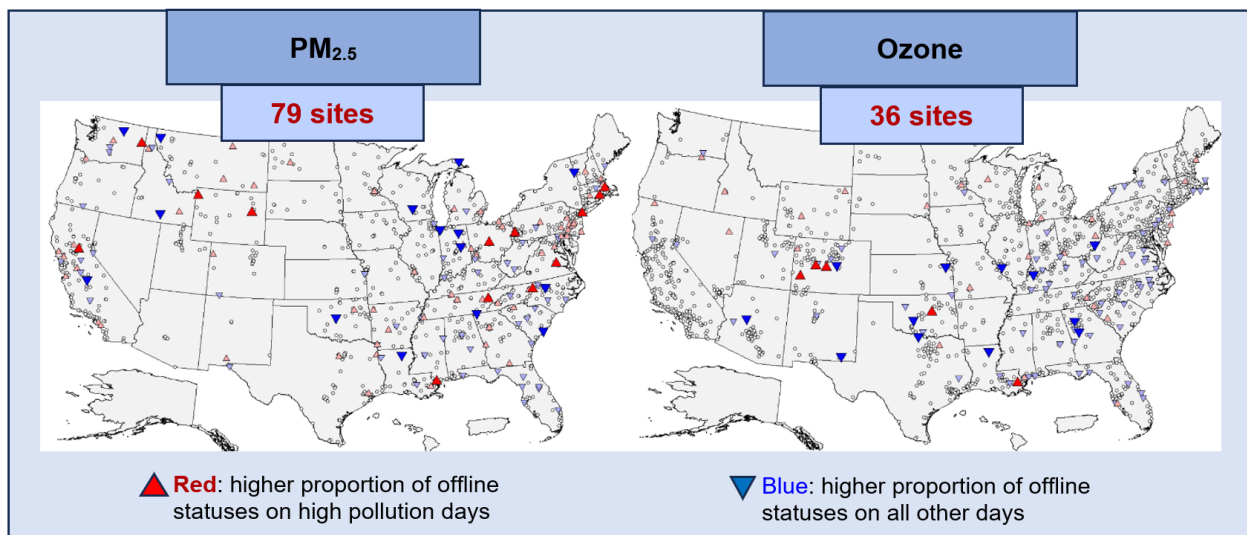 PM2.5
79 sites
Ozone
36 sites
Red: higher proportion of offline
statuses on high pollution days
Blue: higher proportion of offline
statuses on all other days